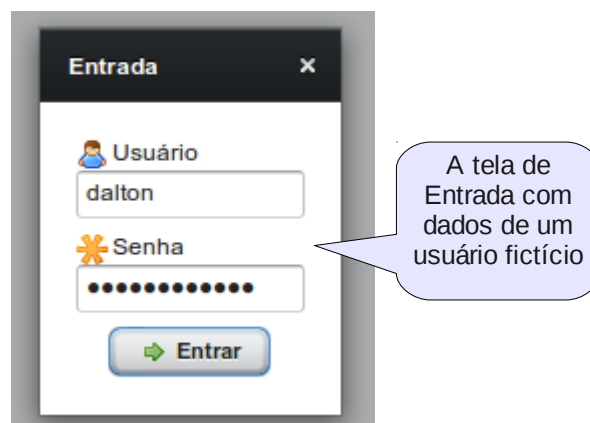 Entrada ×
Usuário
dalton
Senha
••••••••••••
Entrar
A tela de
Entrada com
dados de um
usuário fictício